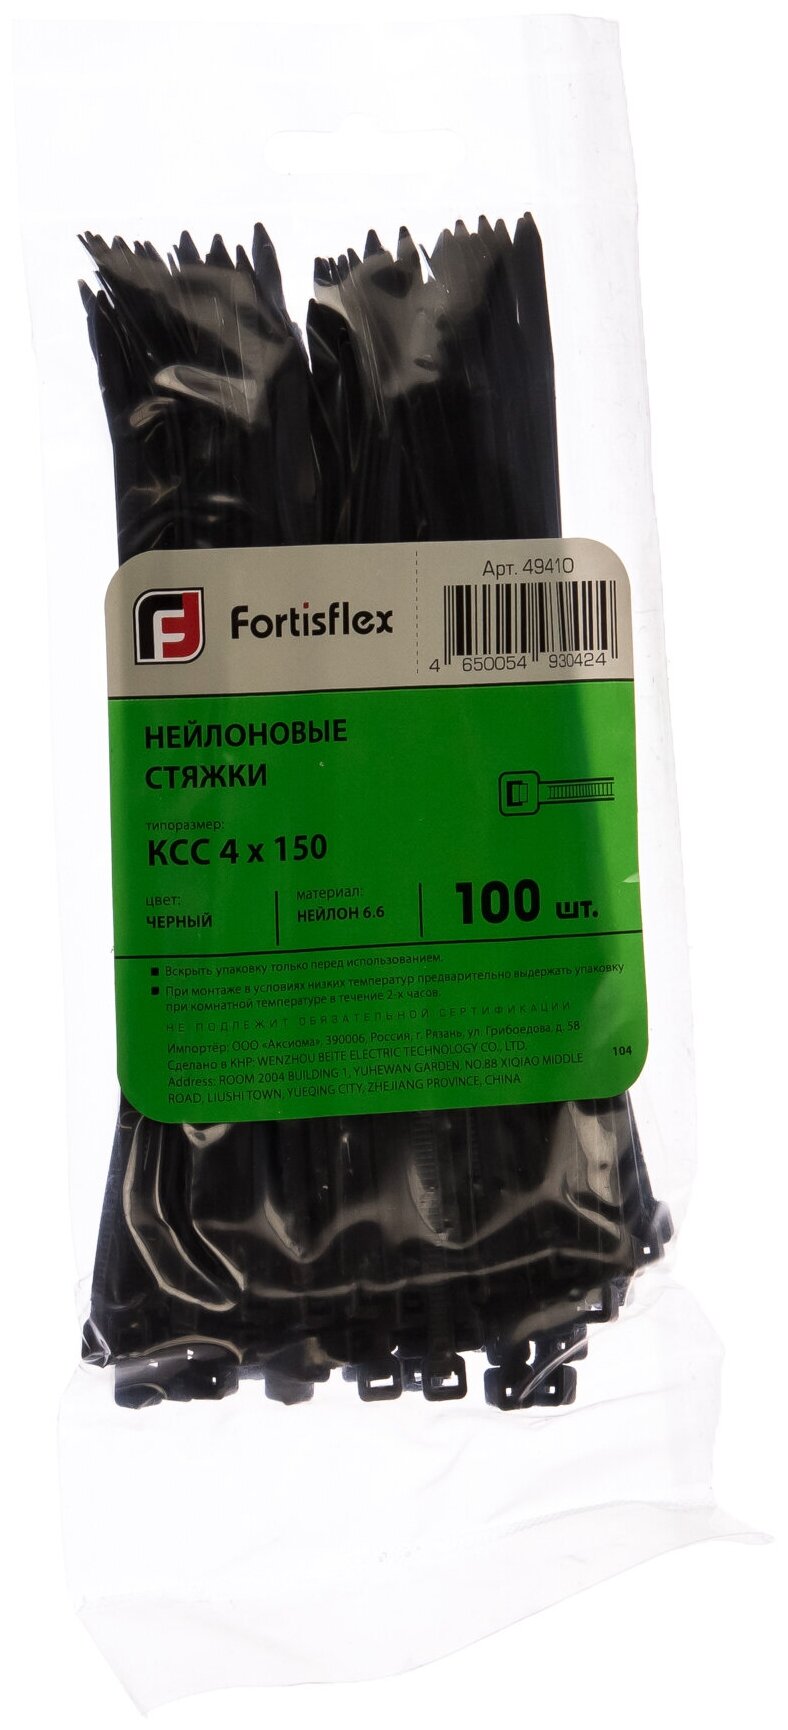 Fortisflex
Арт. 49410
4 650054 930424
НЕЙЛОНОВЫЕ
СТЯЖКИ
типоразмер:
КСС 4 x 150
цвет:
ЧЕРНЫЙ
материал:
НЕЙЛОН 6.6
100 шт.
■ Вскрыть упаковку только перед использованием.
■ При монтаже в условиях низких температур предварительно выдержать упаковку
при комнатной температуре в течение 2-х часов.
НЕ ПОДЛЕЖИТ ОБЯЗАТЕЛЬНОЙ СЕРТИФИКАЦИИ
Импортер: ООО «Аксиома», 390006, Россия, г. Рязань, ул. Грибоедова, д. 58
Сделано в КНР: WENZHOU BEITE ELECTRIC TECHNOLOGY CO., LTD.
Address: ROOM 2004 BUILDING 1, YUHEWAN GARDEN, NO.88 XIQIAO MIDDLE
ROAD, LIUSHI TOWN, YUEQING CITY, ZHEJIANG PROVINCE, CHINA
104